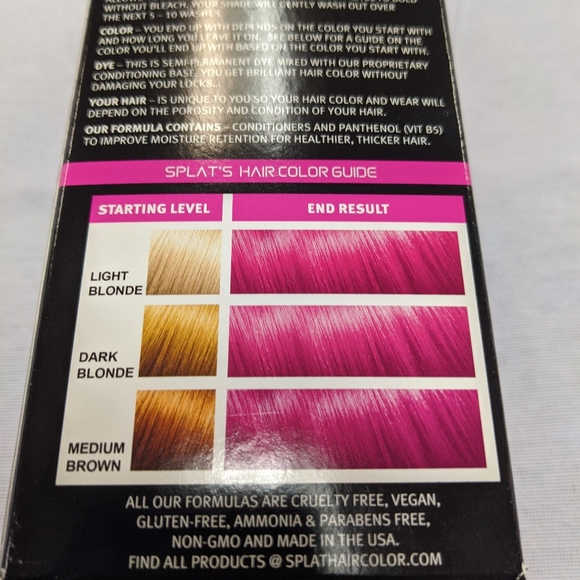 WITHOUT BLEACH, YOUR SHADE WILL GENTLY WASH OUT OVER
THE NEXT 5 - 10 WASHES.
COLOR – YOU END UP WITH DEPENDS ON THE COLOR YOU START WITH
AND HOW LONG YOU LEAVE IT ON. SEE BELOW FOR A GUIDE ON THE
COLOR YOU'LL END UP WITH BASED ON THE COLOR YOU START WITH.
DYE – THIS IS SEMI-PERMANENT DYE MIXED WITH OUR PROPRIETARY
CONDITIONING BASE. YOU GET BRILLIANT HAIR COLOR WITHOUT
DAMAGING YOUR LOCKS...
YOUR HAIR – IS UNIQUE TO YOU SO YOUR HAIR COLOR AND WEAR WILL
DEPEND ON THE POROSITY AND CONDITION OF YOUR HAIR.
OUR FORMULA CONTAINS – CONDITIONERS AND PANTHENOL (VIT B5)
TO IMPROVE MOISTURE RETENTION FOR HEALTHIER, THICKER HAIR.
SPLAT'S HAIR COLOR GUIDE
STARTING LEVEL END RESULT
LIGHT
BLONDE
DARK
BLONDE
MEDIUM
BROWN
ALL OUR FORMULAS ARE CRUELTY FREE, VEGAN,
GLUTEN-FREE, AMMONIA & PARABENS FREE,
NON-GMO AND MADE IN THE USA.
FIND ALL PRODUCTS @ SPLATHAIRCOLOR.COM